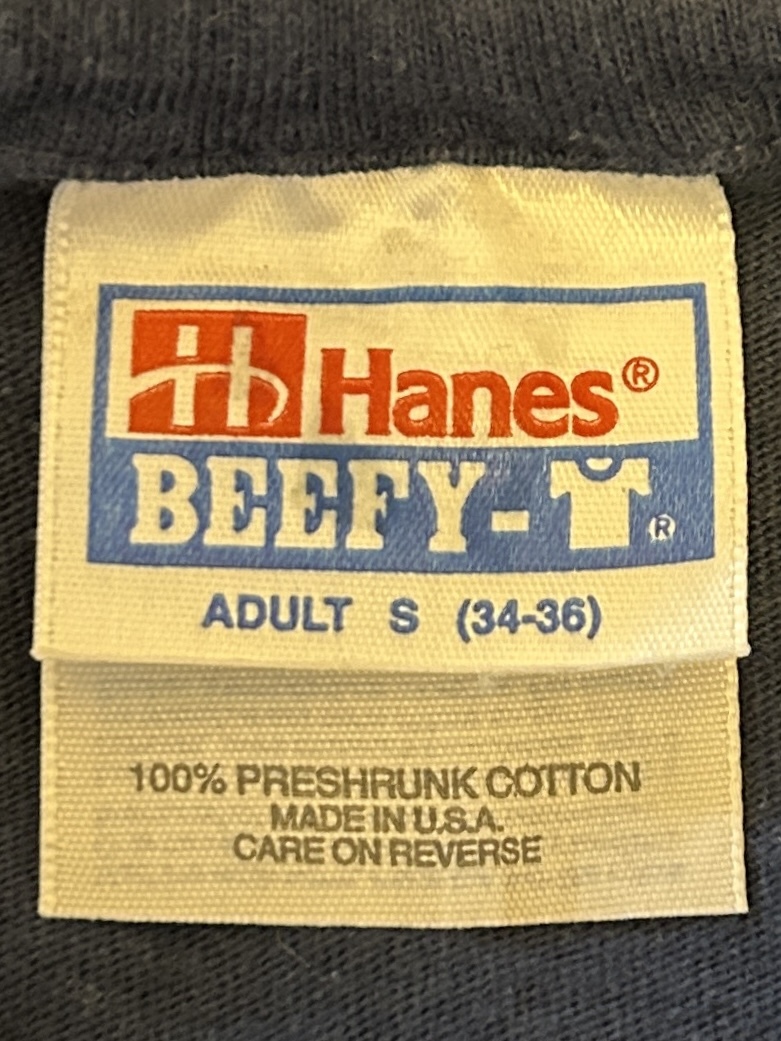 Hanes®
BEEFY-T®
ADULT S (34-36)
100% PRESHRUNK COTTON
MADE IN U.S.A.
CARE ON REVERSE